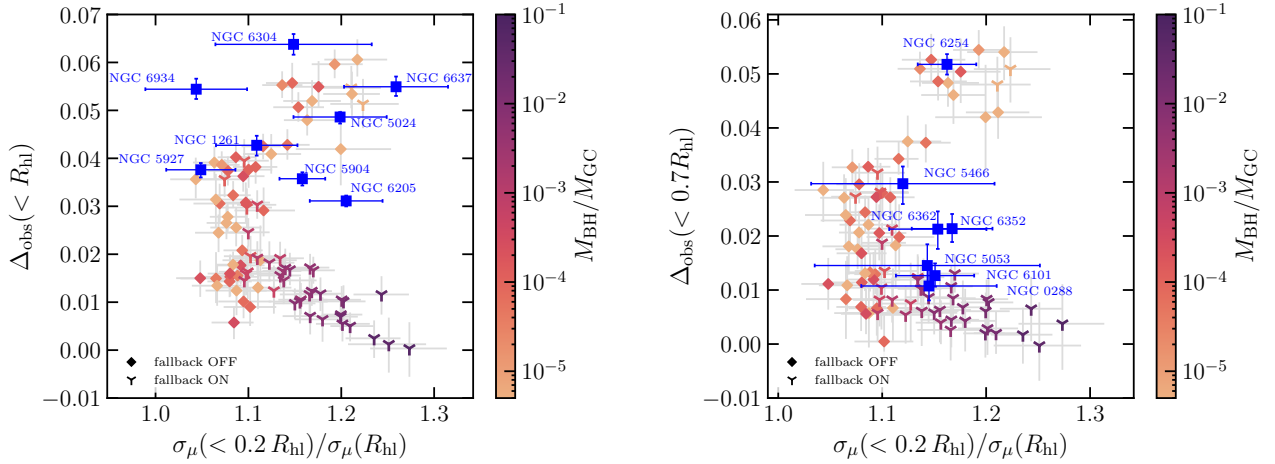 NGC 6304
NGC 6934
NGC 6637
NGC 5024
NGC 1261
NGC 5927
NGC 5904
NGC 6205
fallback OFF
fallback ON
0.07
0.06
0.05
0.04
0.03
0.02
0.01
0.00
−0.01
Δobs(< Rhl)
1.0 1.1 1.2 1.3
σμ(< 0.2 Rhl)/σμ(Rhl)
10⁻¹
10⁻²
10⁻³
10⁻⁴
10⁻⁵
MBH/MGC
NGC 6254
NGC 5466
NGC 6362
NGC 6352
NGC 5053
NGC 6101
NGC 0288
fallback OFF
fallback ON
0.06
0.05
0.04
0.03
0.02
0.01
0.00
−0.01
Δobs(< 0.7Rhl)
1.0 1.1 1.2 1.3
σμ(< 0.2 Rhl)/σμ(Rhl)
10⁻¹
10⁻²
10⁻³
10⁻⁴
10⁻⁵
MBH/MGC